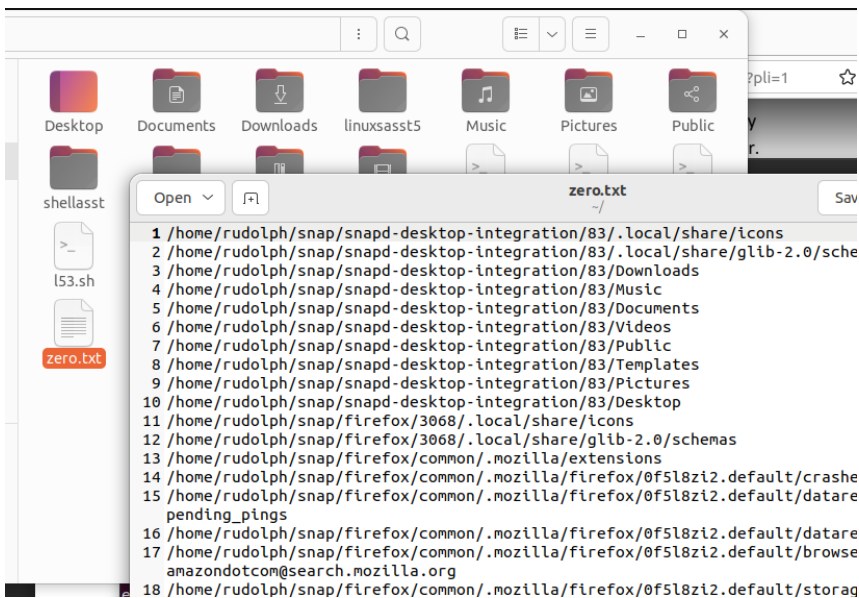 ?pli=1
Desktop
Documents
Downloads
linuxsasst5
Music
Pictures
Public
y
r.
shellasst
l53.sh
zero.txt
Open
zero.txt
~/
Sav
1 /home/rudolph/snap/snapd-desktop-integration/83/.local/share/icons
2 /home/rudolph/snap/snapd-desktop-integration/83/.local/share/glib-2.0/sche
3 /home/rudolph/snap/snapd-desktop-integration/83/Downloads
4 /home/rudolph/snap/snapd-desktop-integration/83/Music
5 /home/rudolph/snap/snapd-desktop-integration/83/Documents
6 /home/rudolph/snap/snapd-desktop-integration/83/Videos
7 /home/rudolph/snap/snapd-desktop-integration/83/Public
8 /home/rudolph/snap/snapd-desktop-integration/83/Templates
9 /home/rudolph/snap/snapd-desktop-integration/83/Pictures
10 /home/rudolph/snap/snapd-desktop-integration/83/Desktop
11 /home/rudolph/snap/firefox/3068/.local/share/icons
12 /home/rudolph/snap/firefox/3068/.local/share/glib-2.0/schemas
13 /home/rudolph/snap/firefox/common/.mozilla/extensions
14 /home/rudolph/snap/firefox/common/.mozilla/firefox/0f5l8zi2.default/crashe
15 /home/rudolph/snap/firefox/common/.mozilla/firefox/0f5l8zi2.default/datare
pending_pings
16 /home/rudolph/snap/firefox/common/.mozilla/firefox/0f5l8zi2.default/datare
17 /home/rudolph/snap/firefox/common/.mozilla/firefox/0f5l8zi2.default/browse
amazondotcom@search.mozilla.org
18 /home/rudolph/snap/firefox/common/.mozilla/firefox/0f5l8zi2.default/storag